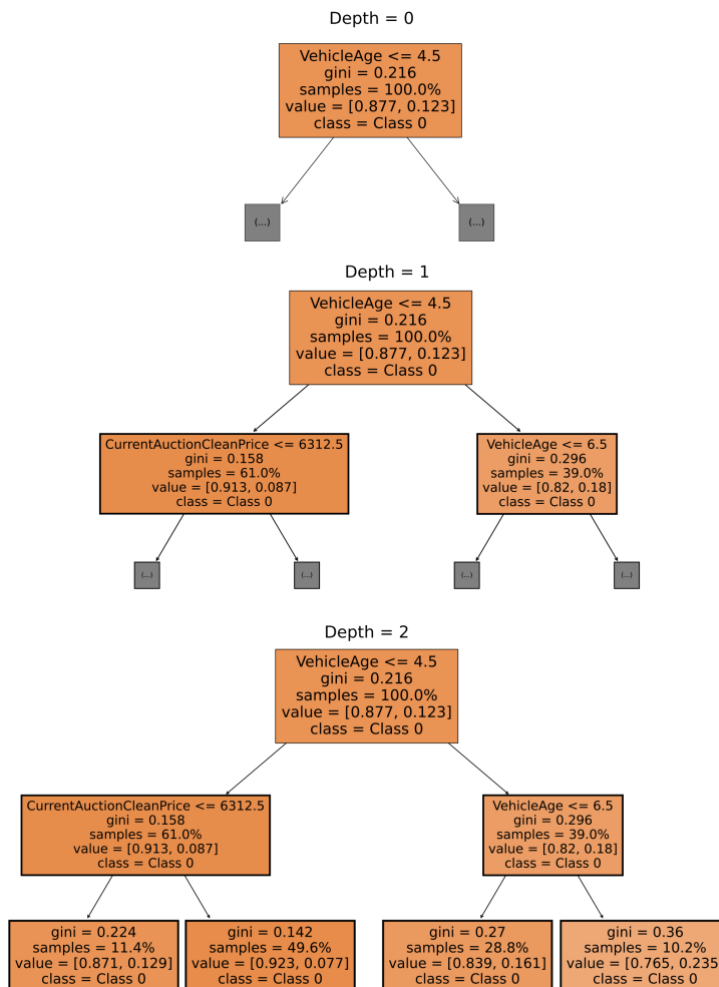 Depth = 0
VehicleAge <= 4.5
gini = 0.216
samples = 100.0%
value = [0.877, 0.123]
class = Class 0
(...)
(...)
Depth = 1
VehicleAge <= 4.5
gini = 0.216
samples = 100.0%
value = [0.877, 0.123]
class = Class 0
CurrentAuctionCleanPrice <= 6312.5
gini = 0.158
samples = 61.0%
value = [0.913, 0.087]
class = Class 0
VehicleAge <= 6.5
gini = 0.296
samples = 39.0%
value = [0.82, 0.18]
class = Class 0
(...)
(...)
(...)
(...)
Depth = 2
VehicleAge <= 4.5
gini = 0.216
samples = 100.0%
value = [0.877, 0.123]
class = Class 0
CurrentAuctionCleanPrice <= 6312.5
gini = 0.158
samples = 61.0%
value = [0.913, 0.087]
class = Class 0
VehicleAge <= 6.5
gini = 0.296
samples = 39.0%
value = [0.82, 0.18]
class = Class 0
gini = 0.224
samples = 11.4%
value = [0.871, 0.129]
class = Class 0
gini = 0.142
samples = 49.6%
value = [0.923, 0.077]
class = Class 0
gini = 0.27
samples = 28.8%
value = [0.839, 0.161]
class = Class 0
gini = 0.36
samples = 10.2%
value = [0.765, 0.235]
class = Class 0